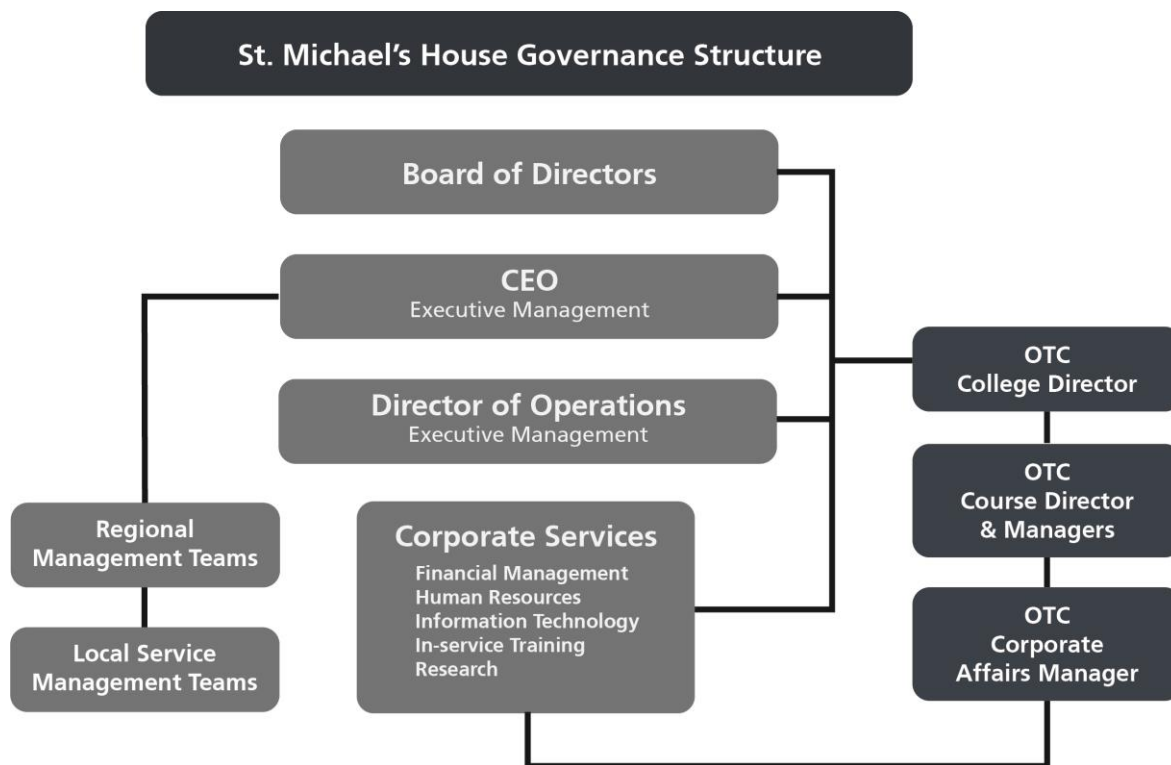 St. Michael’s House Governance Structure
Board of Directors
CEO
Executive Management
Director of Operations
Executive Management
Corporate Services
Financial Management
Human Resources
Information Technology
In-service Training
Research
Regional
Management Teams
Local Service
Management Teams
OTC
College Director
OTC
Course Director
& Managers
OTC
Corporate
Affairs Manager